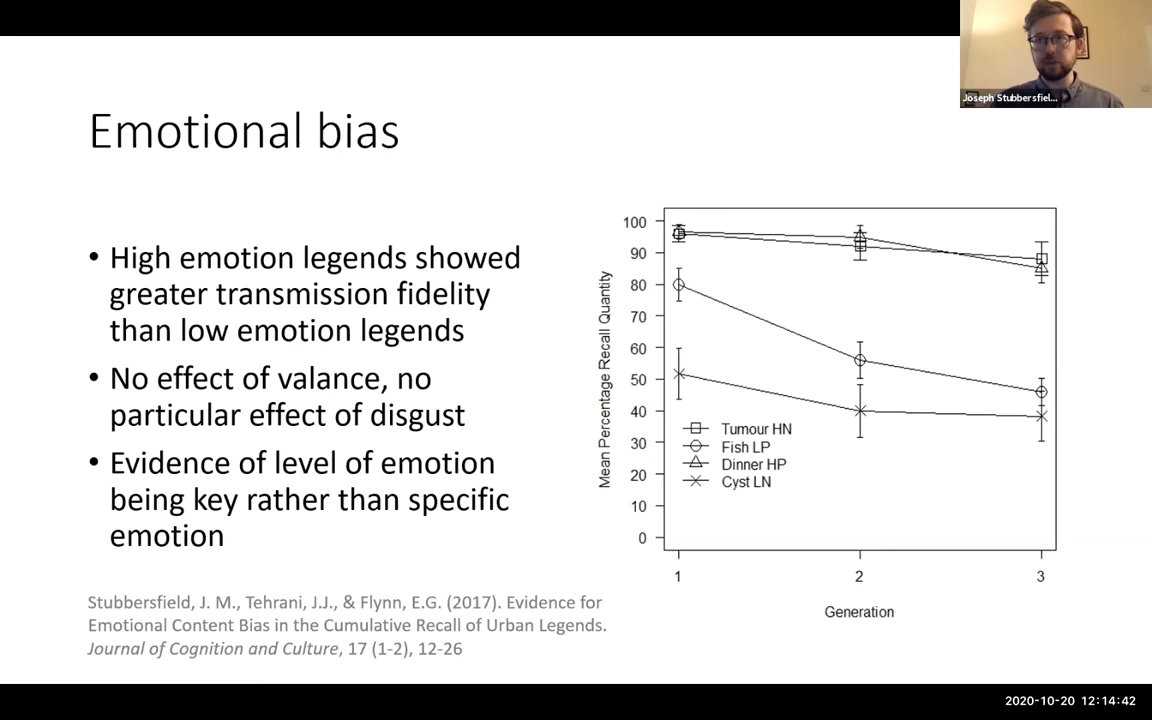 Joseph Stubbersfiel...
Emotional bias
• High emotion legends showed
greater transmission fidelity
than low emotion legends
• No effect of valance, no
particular effect of disgust
• Evidence of level of emotion
being key rather than specific
emotion
Stubbersfield, J. M., Tehrani, J.J., & Flynn, E.G. (2017). Evidence for
Emotional Content Bias in the Cumulative Recall of Urban Legends.
Journal of Cognition and Culture, 17 (1-2), 12-26
Mean Percentage Recall Quantity
100
90
80
70
60
50
40
30
20
10
0
Tumour HN
Fish LP
Dinner HP
Cyst LN
1 2 3
Generation
2020-10-20 12:14:42